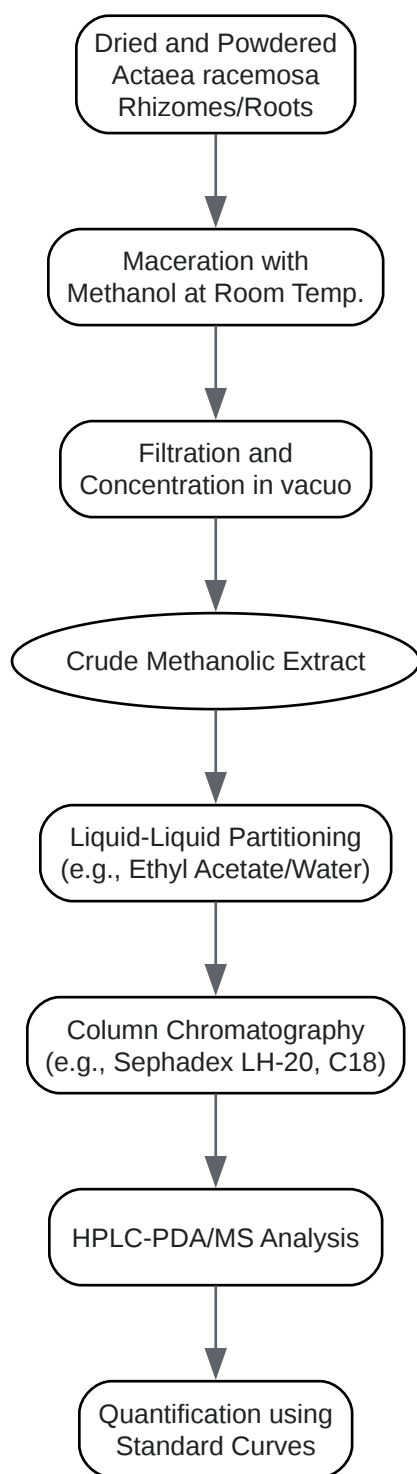 Dried and Powdered
Actaea racemosa
Rhizomes/Roots
Maceration with
Methanol at Room Temp.
Filtration and
Concentration in vacuo
Crude Methanolic Extract
Liquid-Liquid Partitioning
(e.g., Ethyl Acetate/Water)
Column Chromatography
(e.g., Sephadex LH-20, C18)
HPLC-PDA/MS Analysis
Quantification using
Standard Curves